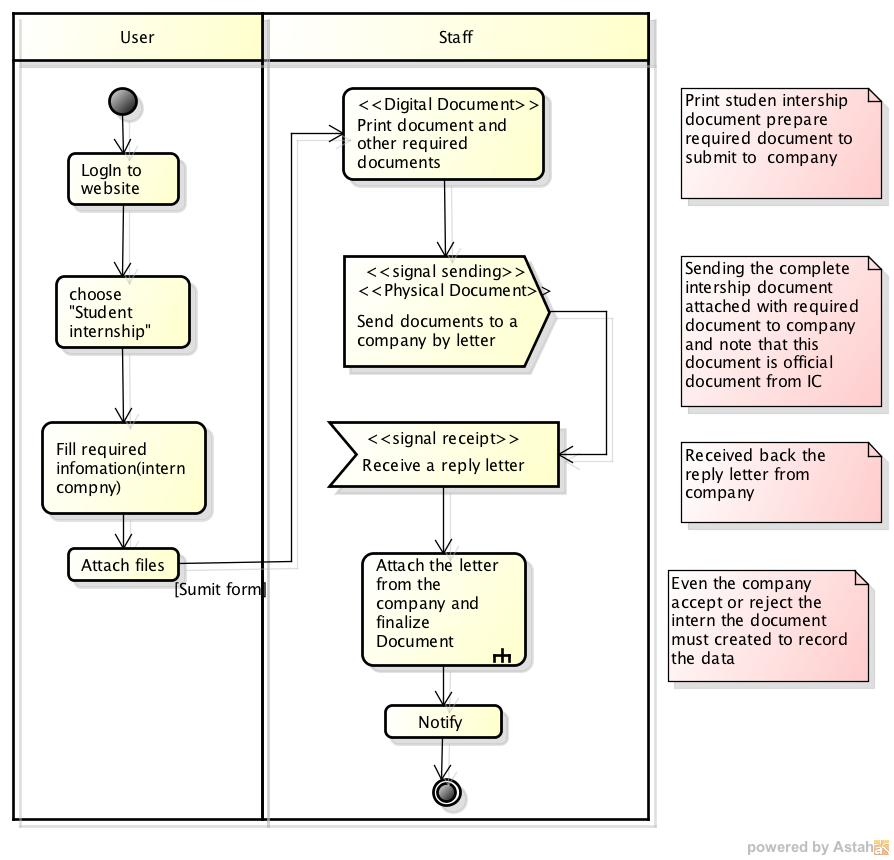 User
Staff
LogIn to
website
choose
"Student
internship"
Fill required
infomation(intern
compny)
Attach files
[Sumit form]
<<Digital Document>>
Print document and
other required
documents
<<signal sending>>
<<Physical Document>>
Send documents to a
company by letter
<<signal receipt>>
Receive a reply letter
Attach the letter
from the
company and
finalize
Document
Notify
Print studen intership
document prepare
required document to
submit to  company
Sending the complete
intership document
attached with required
document to company
and note that this
document is official
document from IC
Received back the
reply letter from
company
Even the company
accept or reject the
intern the document
must created to record
the data
powered by Astah